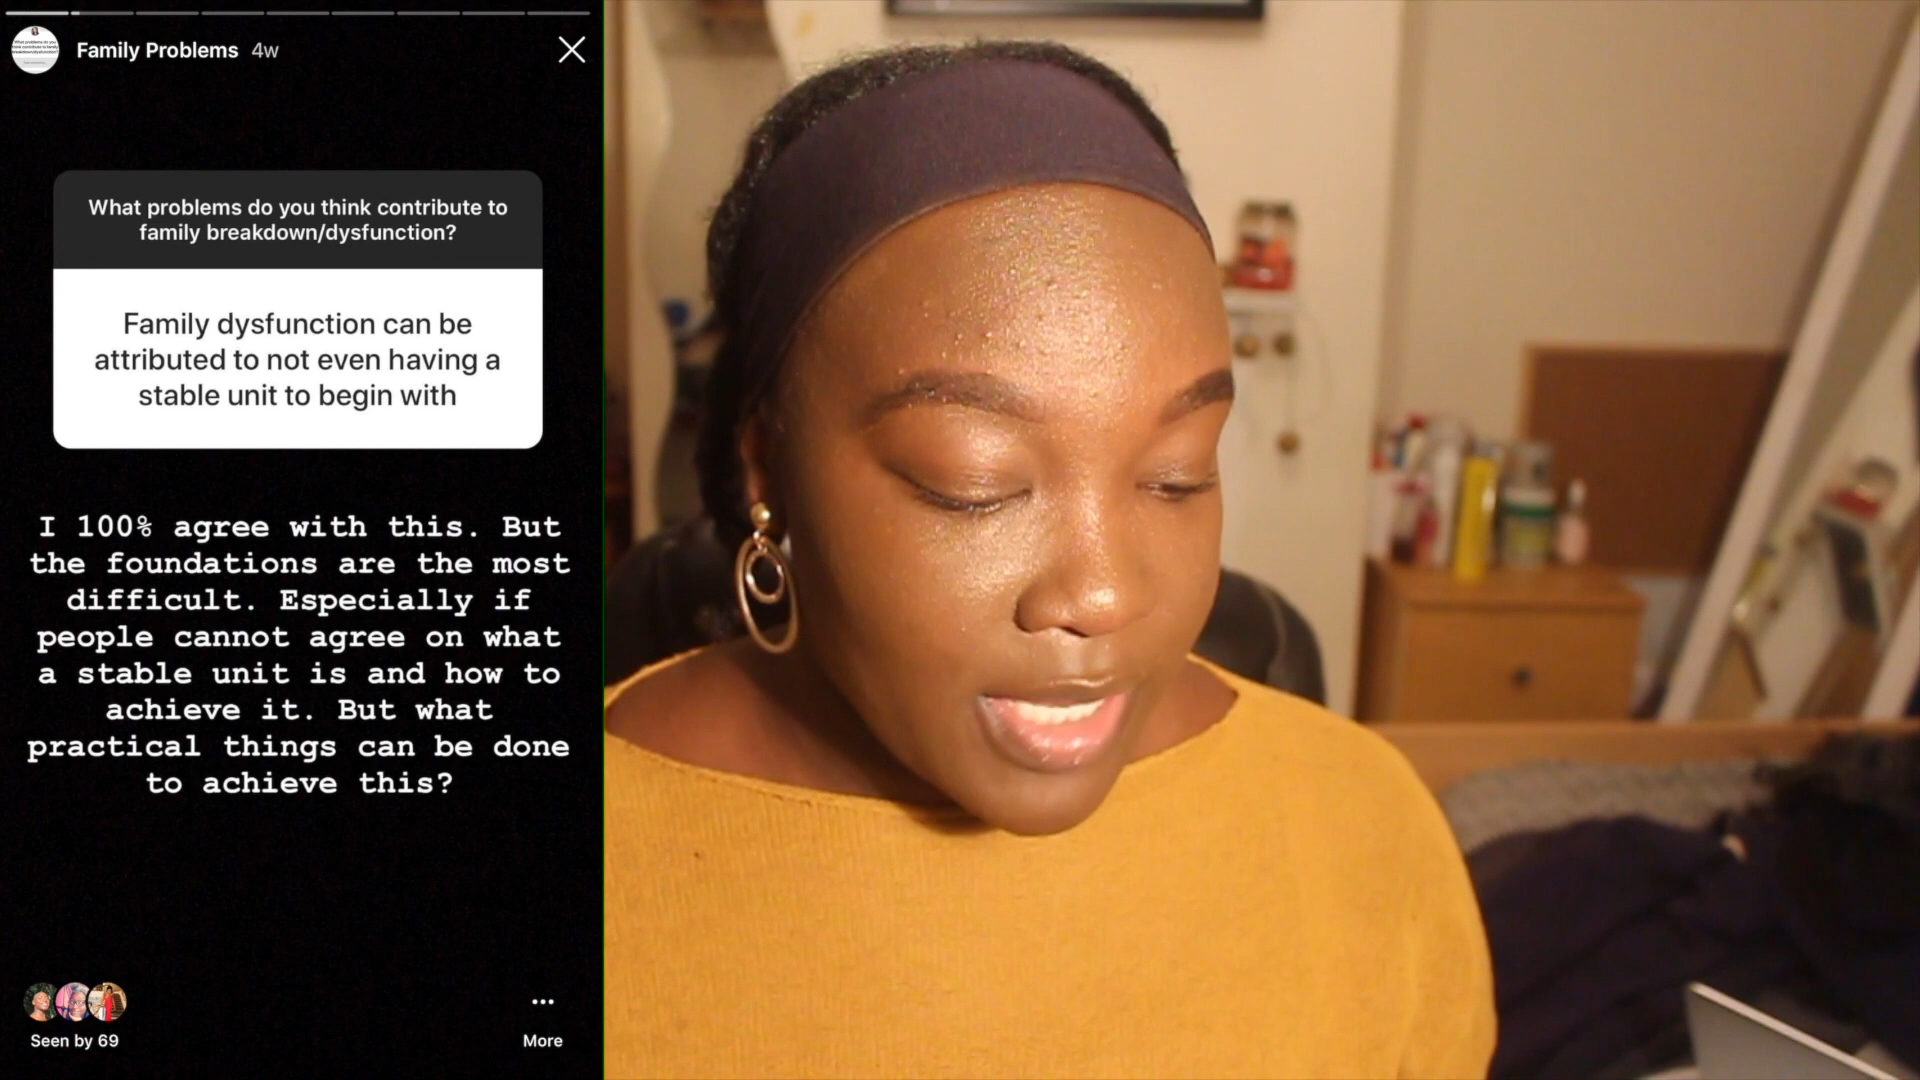 Family Problems 4w
What problems do you think contribute to
family breakdown/dysfunction?
Family dysfunction can be
attributed to not even having a
stable unit to begin with
I 100% agree with this. But
the foundations are the most
difficult. Especially if
people cannot agree on what
a stable unit is and how to
achieve it. But what
practical things can be done
to achieve this?
Seen by 69
More